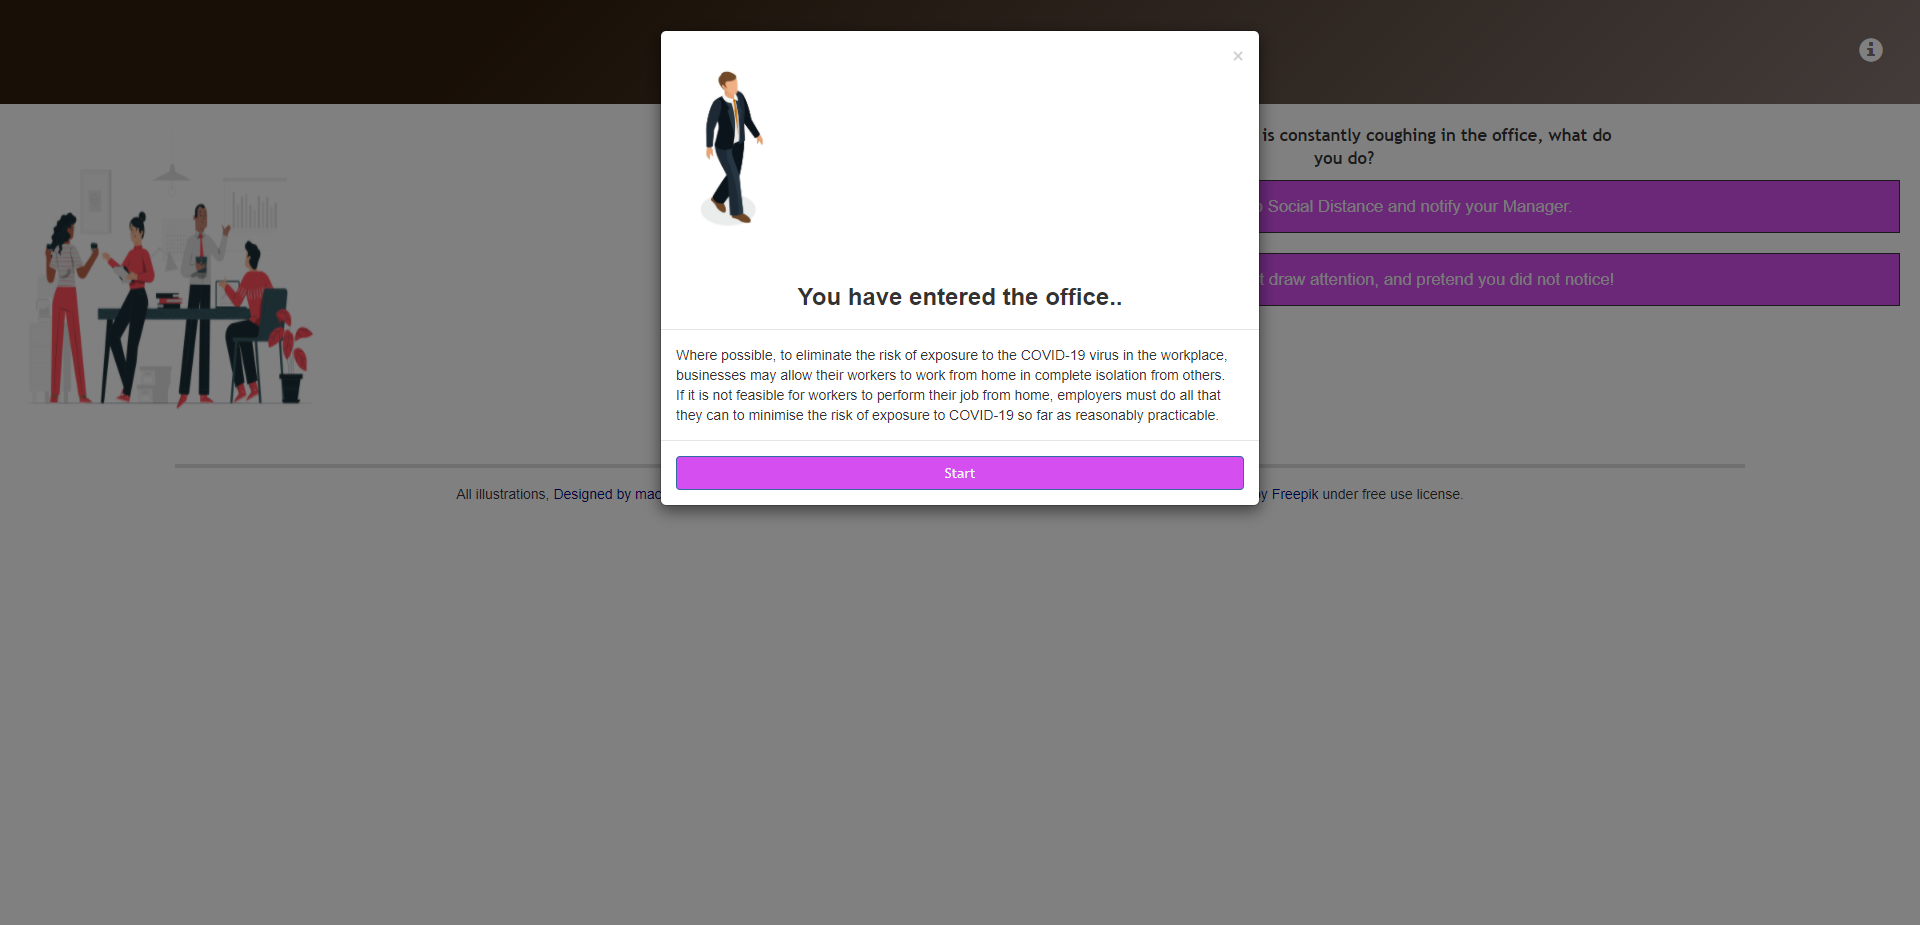 is constantly coughing in the office, what do
you do?
Social Distance and notify your Manager.
draw attention, and pretend you did not notice!
×
You have entered the office..
Where possible, to eliminate the risk of exposure to the COVID-19 virus in the workplace,
businesses may allow their workers to work from home in complete isolation from others.
If it is not feasible for workers to perform their job from home, employers must do all that
they can to minimise the risk of exposure to COVID-19 so far as reasonably practicable.
Start
All illustrations, Designed by
Freepik under free use license.